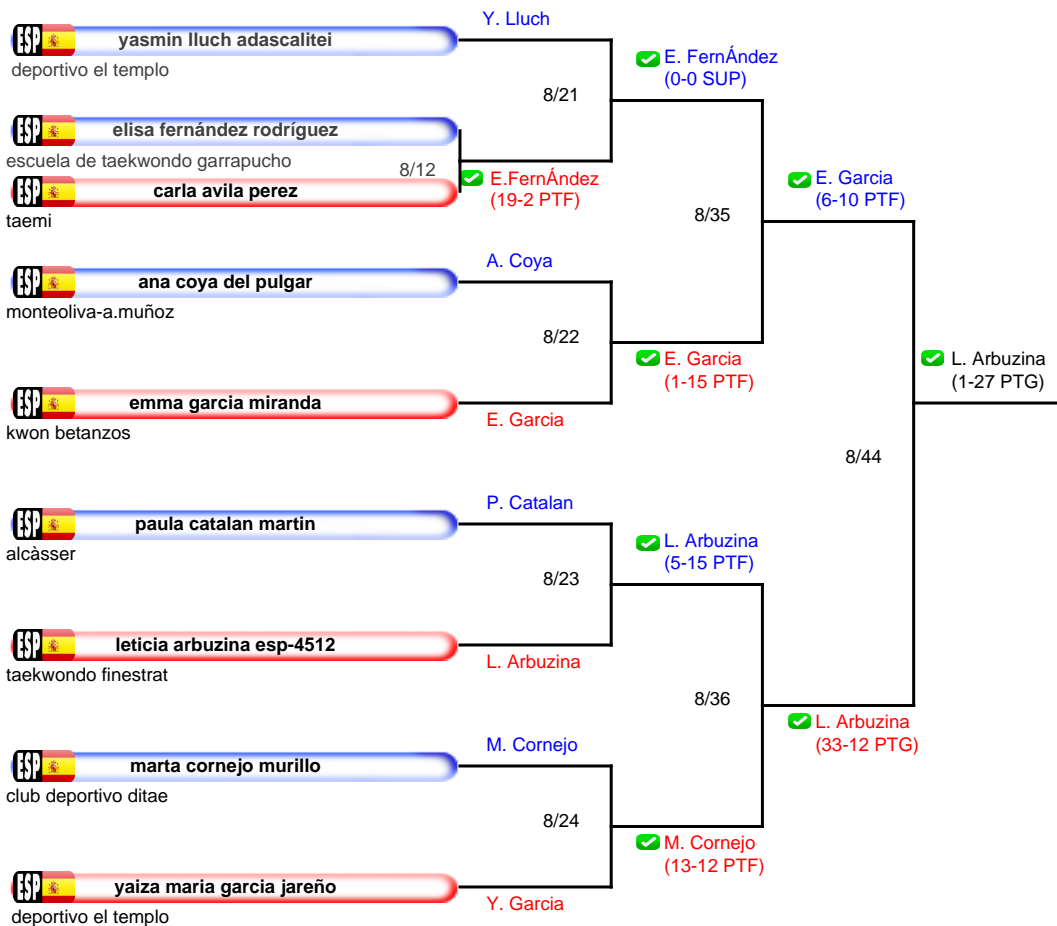 Y. Lluch
ESP yasmin lluch adascalitei
deportivo el templo
E. FernÁndez
(0-0 SUP)
8/21
ESP elisa fernández rodríguez
escuela de taekwondo garrapucho
8/12
E.FernÁndez
(19-2 PTF)
ESP carla avila perez
taemi
E. Garcia
(6-10 PTF)
8/35
A. Coya
ESP ana coya del pulgar
monteoliva-a.muñoz
8/22
E. Garcia
(1-15 PTF)
L. Arbuzina
(1-27 PTG)
ESP emma garcia miranda
kwon betanzos
E. Garcia
8/44
P. Catalan
ESP paula catalan martin
alcàsser
L. Arbuzina
(5-15 PTF)
8/23
ESP leticia arbuzina esp-4512
taekwondo finestrat
L. Arbuzina
8/36
L. Arbuzina
(33-12 PTG)
M. Cornejo
ESP marta cornejo murillo
club deportivo ditae
8/24
M. Cornejo
(13-12 PTF)
ESP yaiza maria garcia jareño
deportivo el templo
Y. Garcia